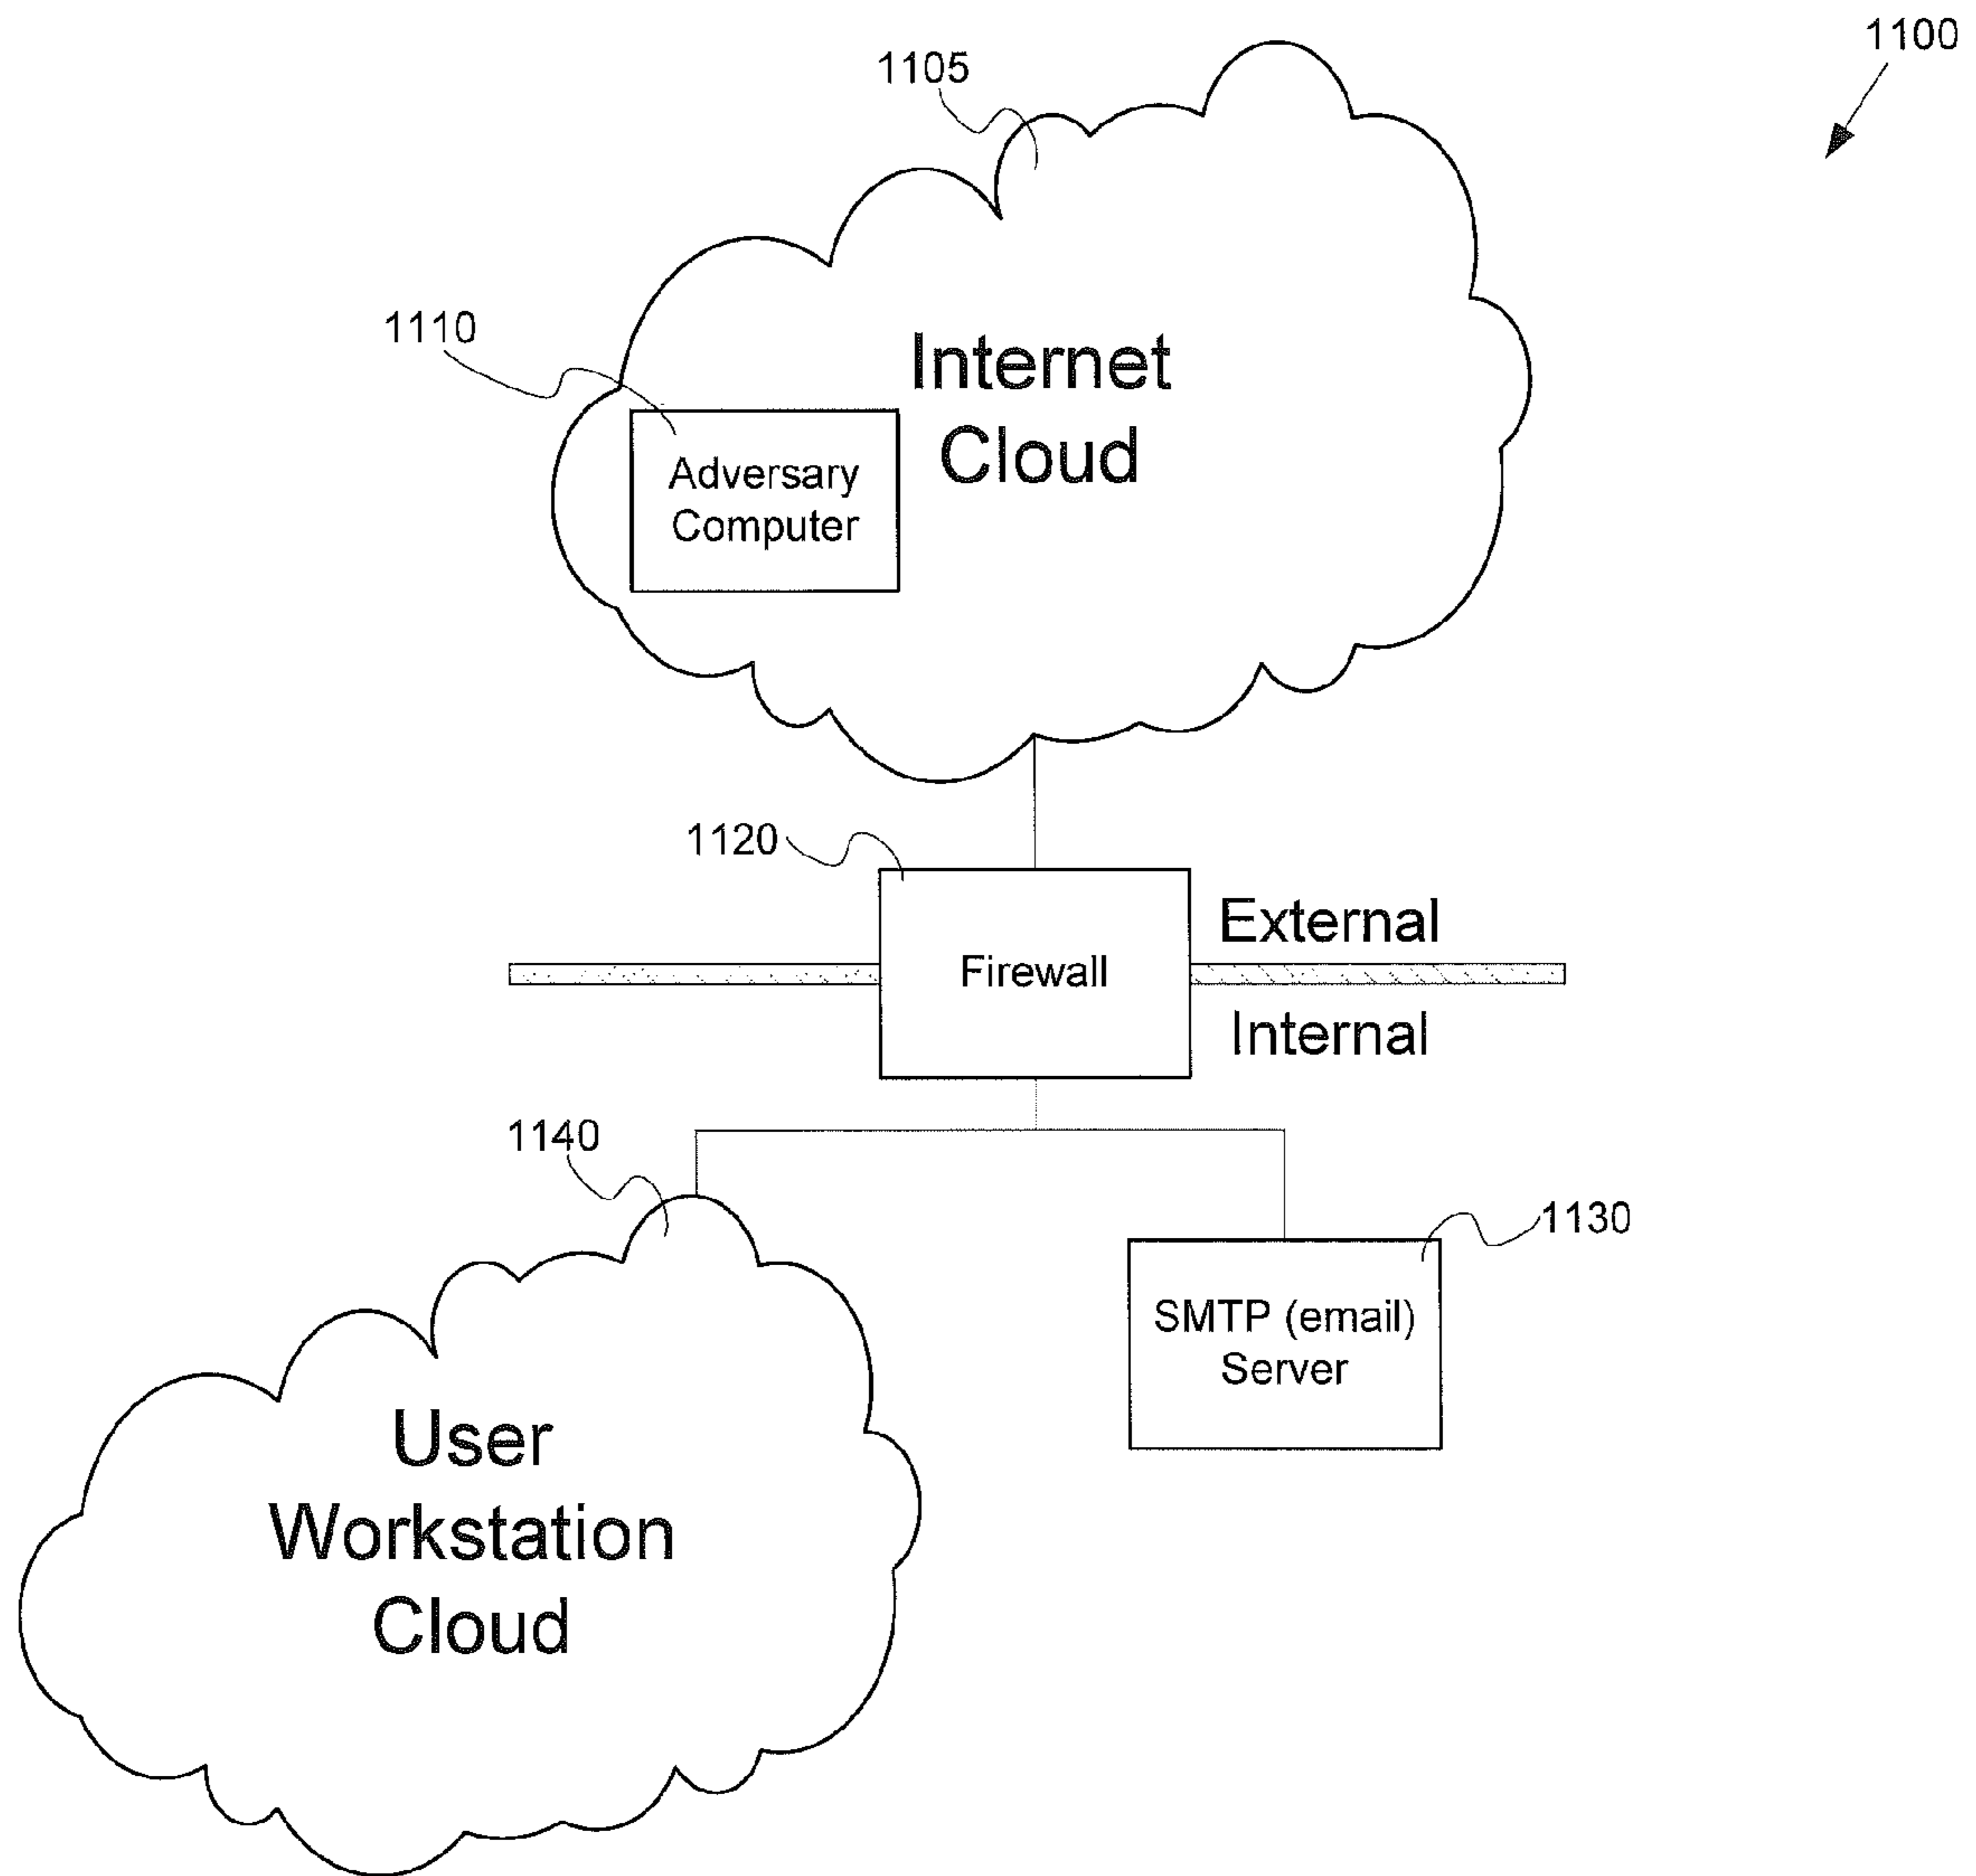 1100
1105
1110
Internet
Cloud
Adversary
Computer
1120
External
Firewall
Internal
1140
1130
SMTP (email)
Server
User
Workstation
Cloud